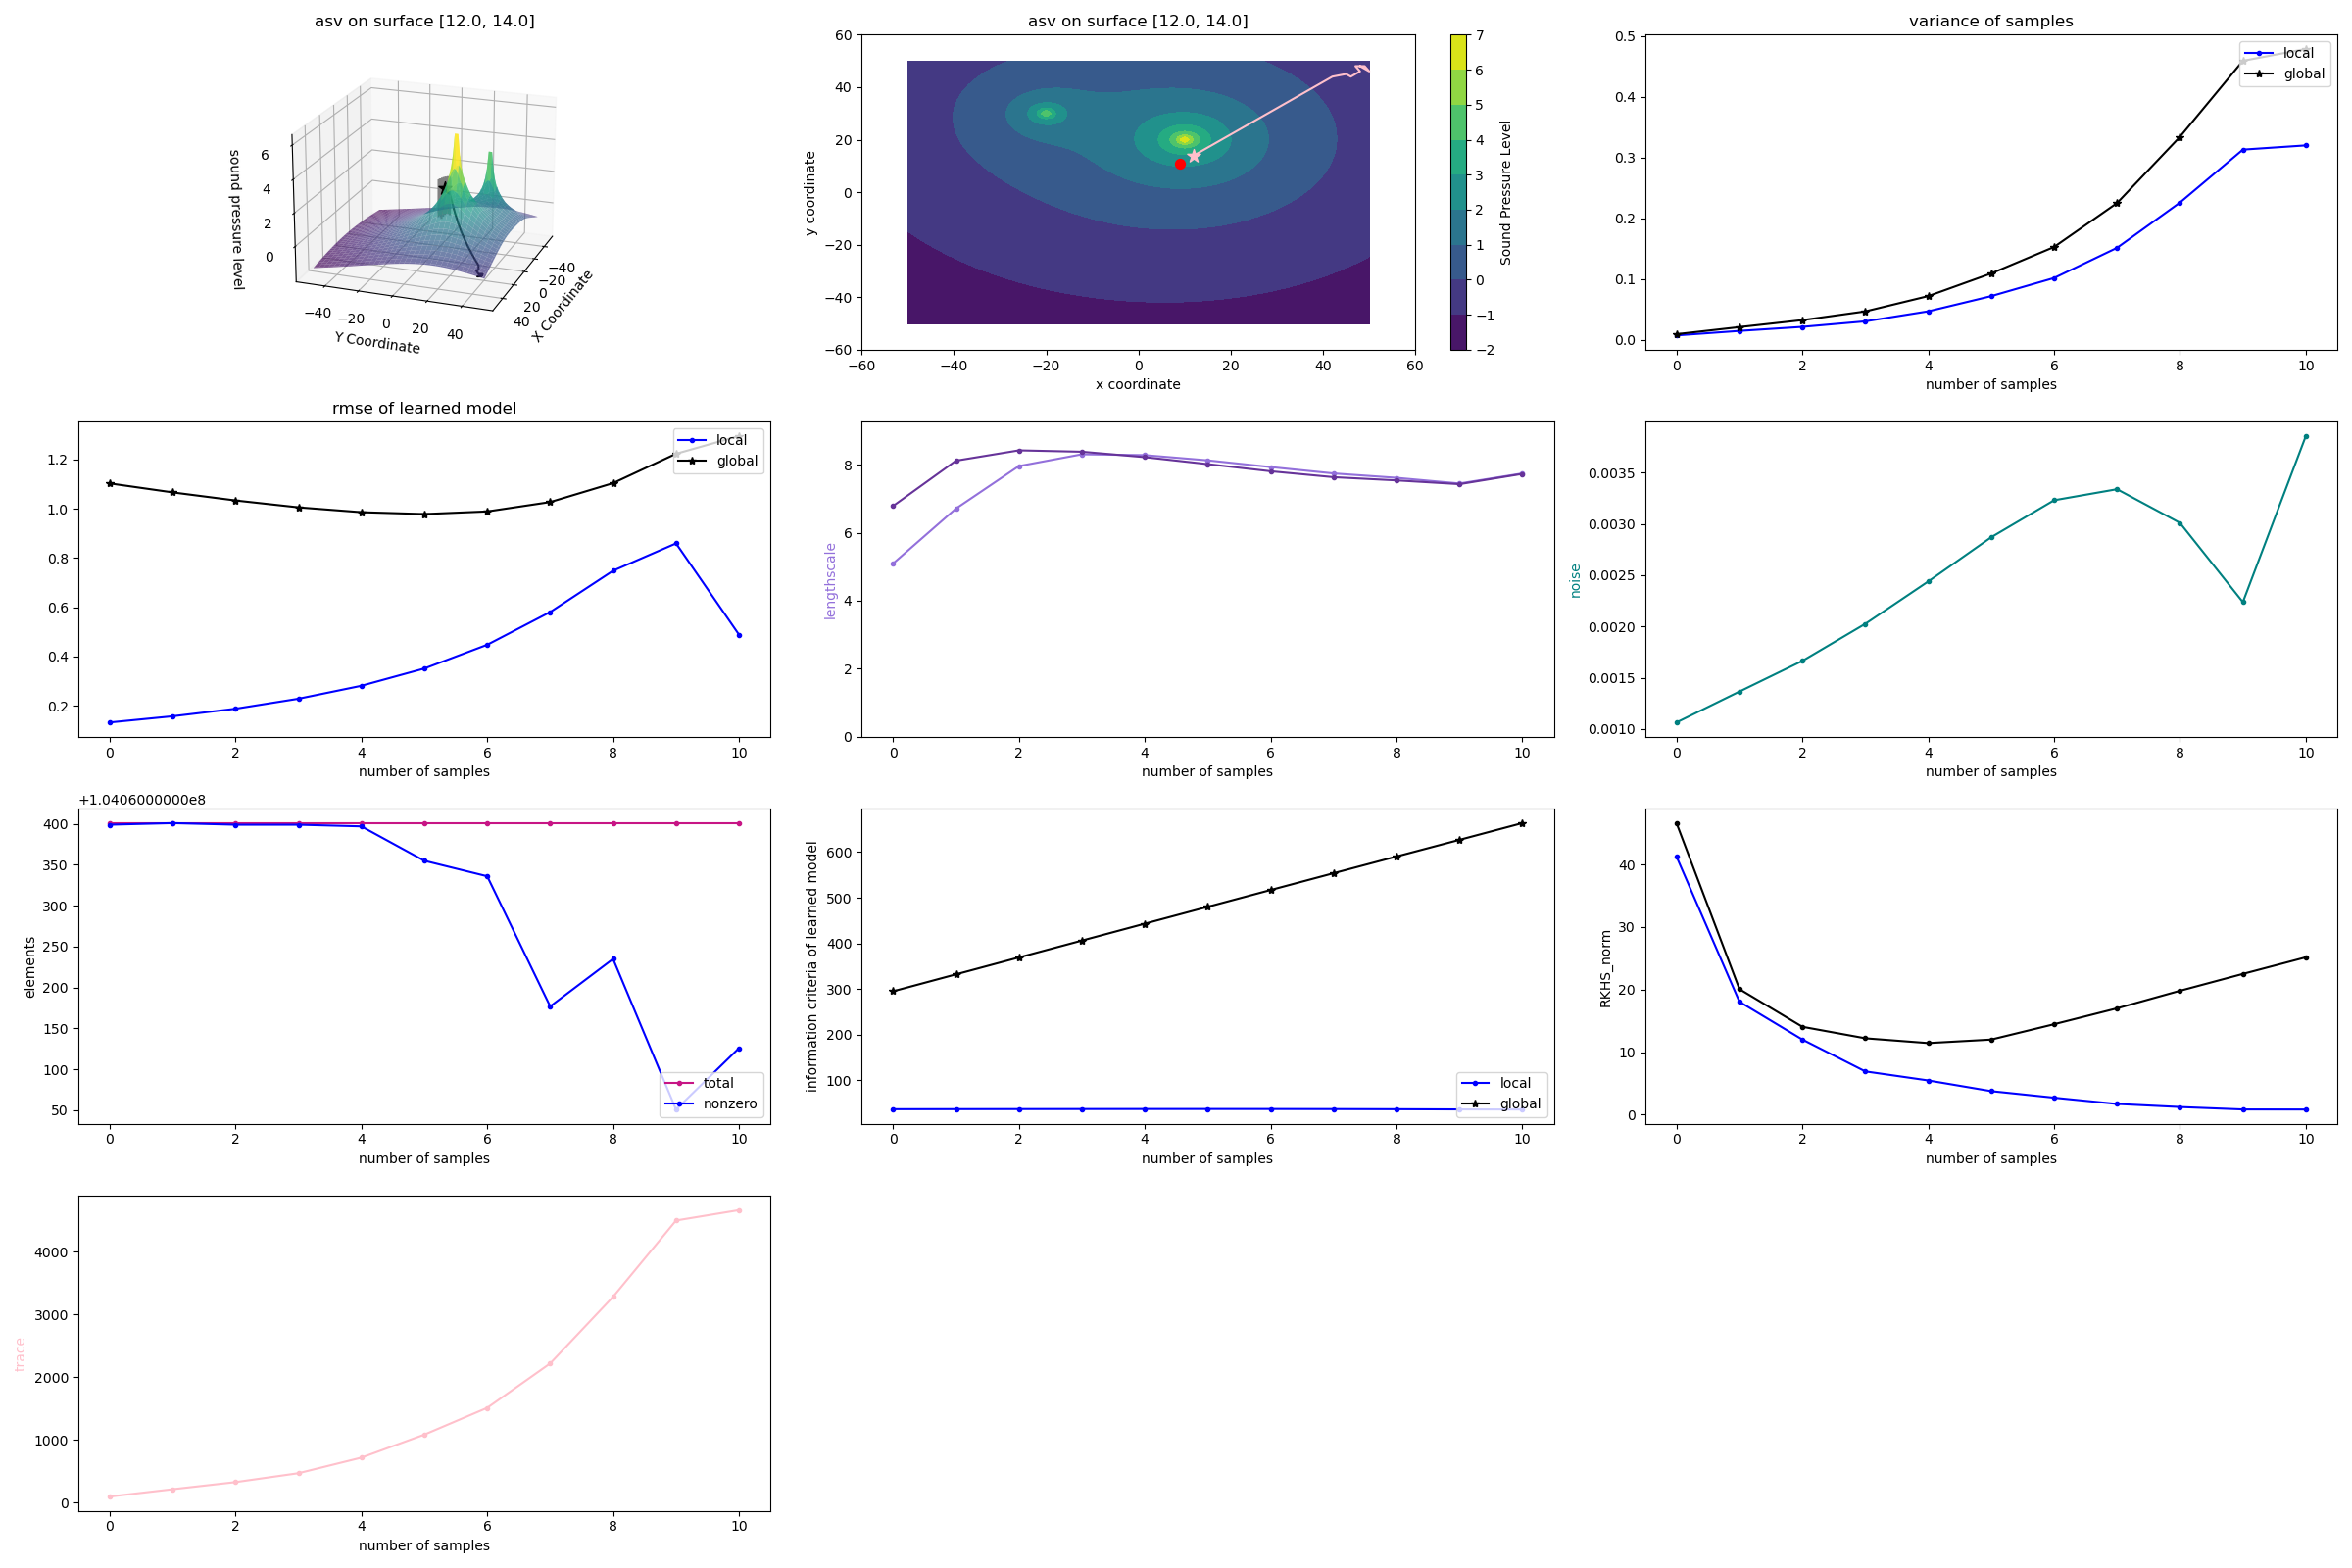 asv on surface [12.0, 14.0]
6
4
2
0
sound pressure level
−40
−20
0
20
40
Y Coordinate
−40
−20
0
20
40
X Coordinate
asv on surface [12.0, 14.0]
60
40
20
0
−20
−40
−60
y coordinate
−60 −40 −20 0 20 40 60
x coordinate
7
6
5
4
3
2
1
0
−1
−2
Sound Pressure Level
variance of samples
0.5
0.4
0.3
0.2
0.1
0.0
local
global
0 2 4 6 8 10
number of samples
rmse of learned model
1.2
1.0
0.8
0.6
0.4
0.2
local
global
0 2 4 6 8 10
number of samples
8
6
4
2
0
lengthscale
0 2 4 6 8 10
number of samples
0.0035
0.0030
0.0025
0.0020
0.0015
0.0010
noise
0 2 4 6 8 10
number of samples
+1.0406000000e8
400
350
300
250
200
150
100
50
elements
total
nonzero
0 2 4 6 8 10
number of samples
600
500
400
300
200
100
information criteria of learned model
local
global
0 2 4 6 8 10
number of samples
40
30
20
10
0
RKHS_norm
0 2 4 6 8 10
number of samples
4000
3000
2000
1000
0
trace
0 2 4 6 8 10
number of samples